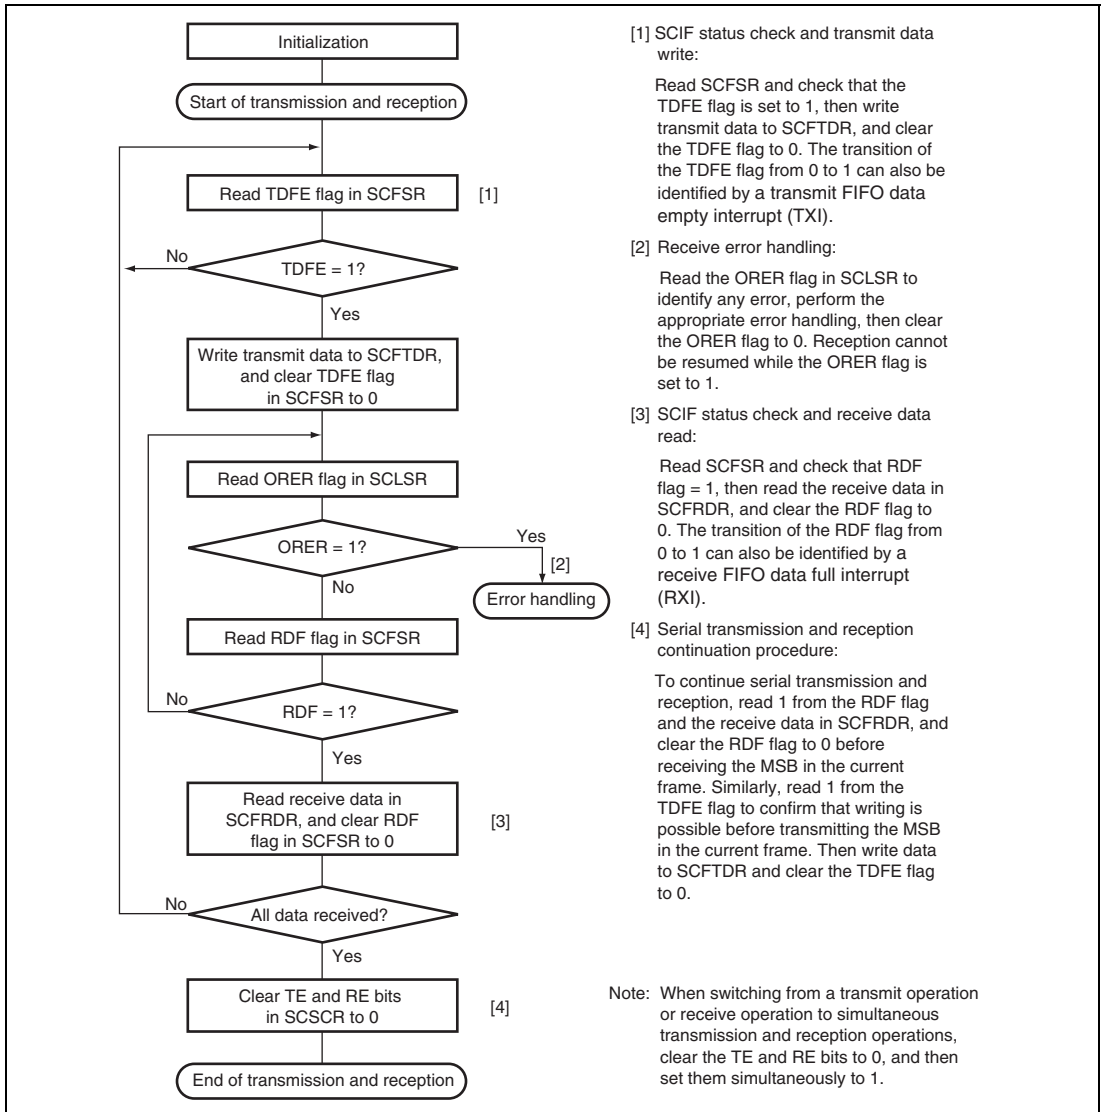 Initialization
Start of transmission and reception
Read TDFE flag in SCFSR
[1]
No
TDFE = 1?
Yes
Write transmit data to SCFTDR,
and clear TDFE flag
in SCFSR to 0
Read ORER flag in SCLSR
ORER = 1?
Yes
[2]
No
Error handling
Read RDF flag in SCFSR
No
RDF = 1?
Yes
Read receive data in
SCFRDR, and clear RDF
flag in SCFSR to 0
[3]
No
All data received?
Yes
Clear TE and RE bits
in SCSCR to 0
[4]
End of transmission and reception
[1] SCIF status check and transmit data
write:
Read SCFSR and check that the
TDFE flag is set to 1, then write
transmit data to SCFTDR, and clear
the TDFE flag to 0. The transition of
the TDFE flag from 0 to 1 can also be
identified by a transmit FIFO data
empty interrupt (TXI).
[2] Receive error handling:
Read the ORER flag in SCLSR to
identify any error, perform the
appropriate error handling, then clear
the ORER flag to 0. Reception cannot
be resumed while the ORER flag is
set to 1.
[3] SCIF status check and receive data
read:
Read SCFSR and check that RDF
flag = 1, then read the receive data in
SCFRDR, and clear the RDF flag to
0. The transition of the RDF flag from
0 to 1 can also be identified by a
receive FIFO data full interrupt
(RXI).
[4] Serial transmission and reception
continuation procedure:
To continue serial transmission and
reception, read 1 from the RDF flag
and the receive data in SCFRDR, and
clear the RDF flag to 0 before
receiving the MSB in the current
frame. Similarly, read 1 from the
TDFE flag to confirm that writing is
possible before transmitting the MSB
in the current frame. Then write data
to SCFTDR and clear the TDFE flag
to 0.
Note: When switching from a transmit operation
or receive operation to simultaneous
transmission and reception operations,
clear the TE and RE bits to 0, and then
set them simultaneously to 1.